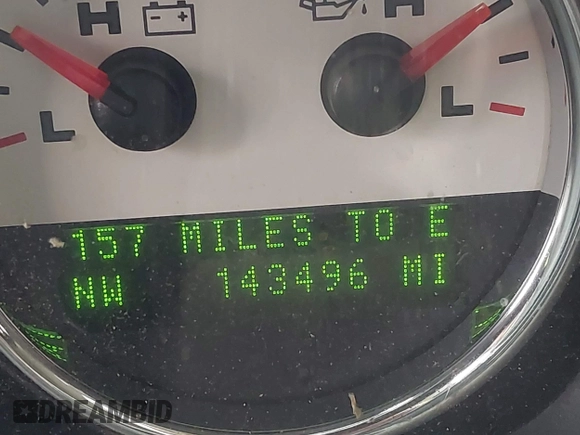 H H
L L
157 MILES TO E
NW 143496 MI
DREAMBID